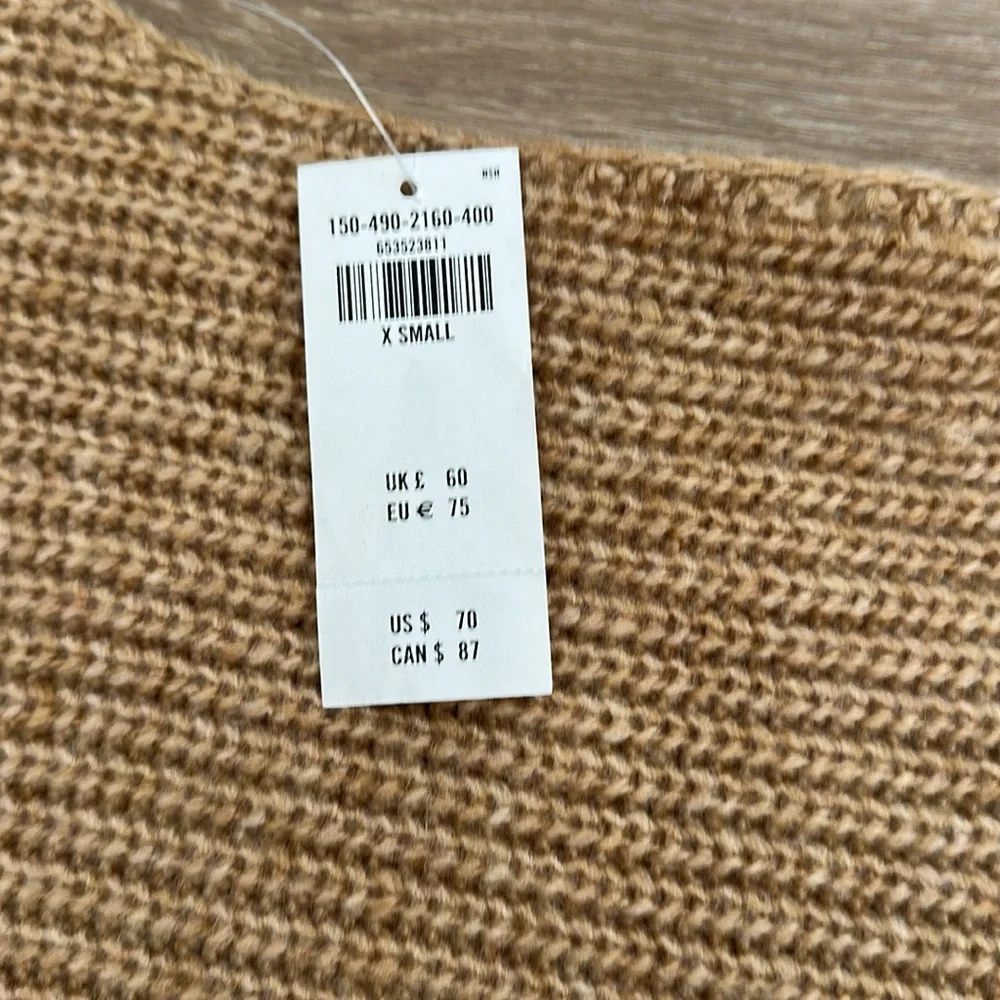 150-490-2160-400
653523811
X SMALL
UK £ 60
EU € 75
US $ 70
CAN $ 87